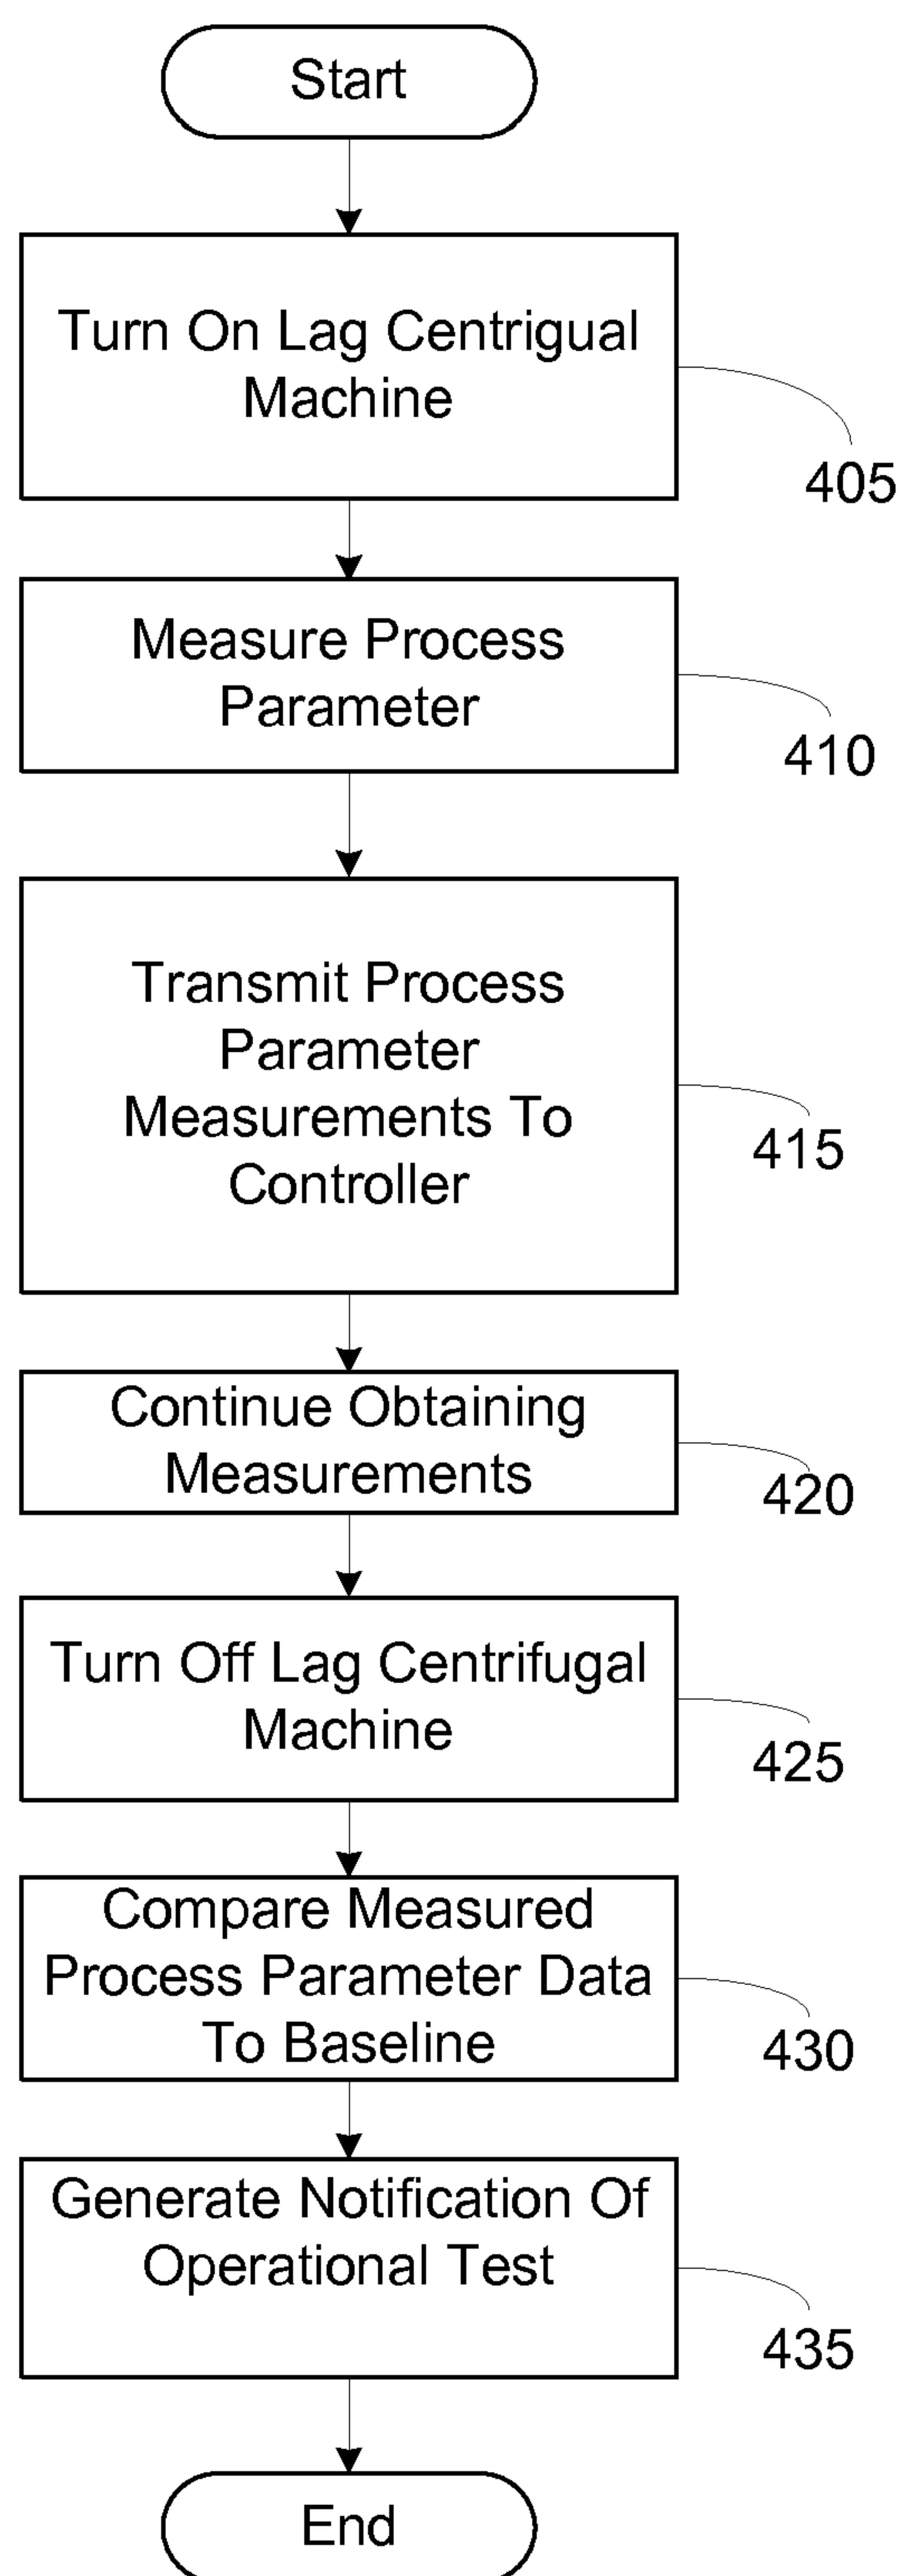 Start
Turn On Lag Centrigual
Machine
405
Measure Process
Parameter
410
Transmit Process
Parameter
Measurements To
Controller
415
Continue Obtaining
Measurements
420
Turn Off Lag Centrifugal
Machine
425
Compare Measured
Process Parameter Data
To Baseline
430
Generate Notification Of
Operational Test
435
End